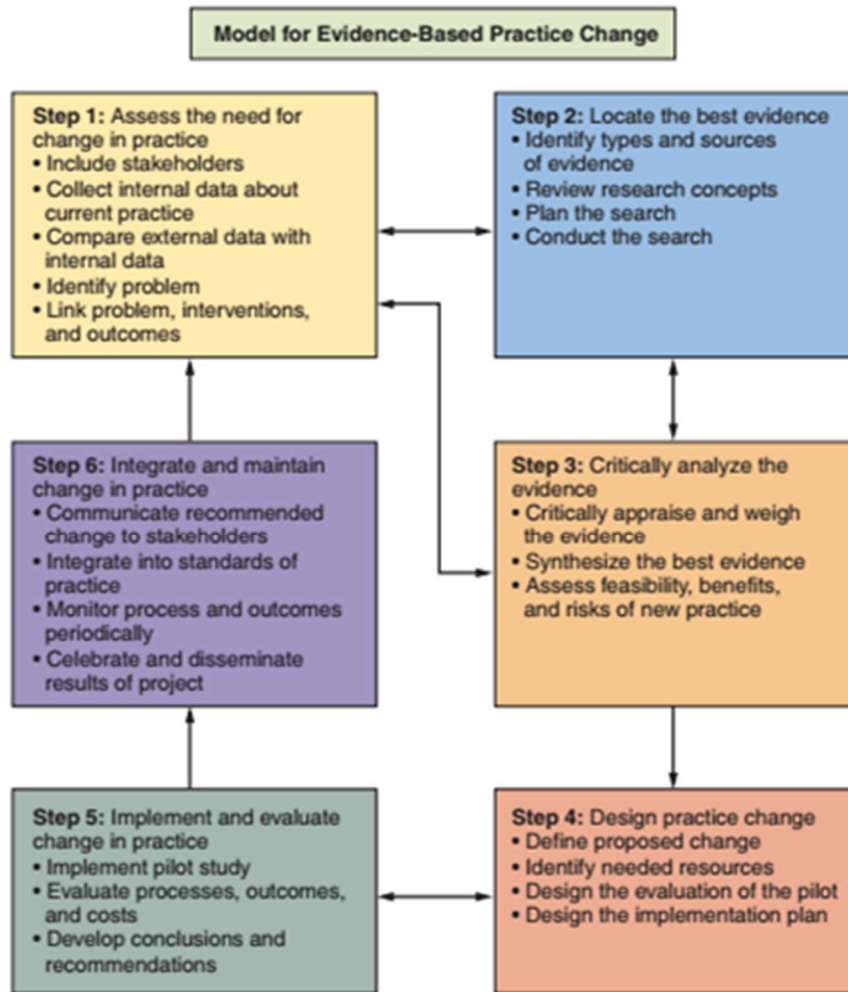 Model for Evidence-Based Practice Change
Step 1: Assess the need for
change in practice
• Include stakeholders
• Collect internal data about
current practice
• Compare external data with
internal data
• Identify problem
• Link problem, interventions,
and outcomes
Step 2: Locate the best evidence
• Identify types and sources
of evidence
• Review research concepts
• Plan the search
• Conduct the search
Step 3: Critically analyze the
evidence
• Critically appraise and weigh
the evidence
• Synthesize the best evidence
• Assess feasibility, benefits,
and risks of new practice
Step 4: Design practice change
• Define proposed change
• Identify needed resources
• Design the evaluation of the pilot
• Design the implementation plan
Step 5: Implement and evaluate
change in practice
• Implement pilot study
• Evaluate processes, outcomes,
and costs
• Develop conclusions and
recommendations
Step 6: Integrate and maintain
change in practice
• Communicate recommended
change to stakeholders
• Integrate into standards of
practice
• Monitor process and outcomes
periodically
• Celebrate and disseminate
results of project